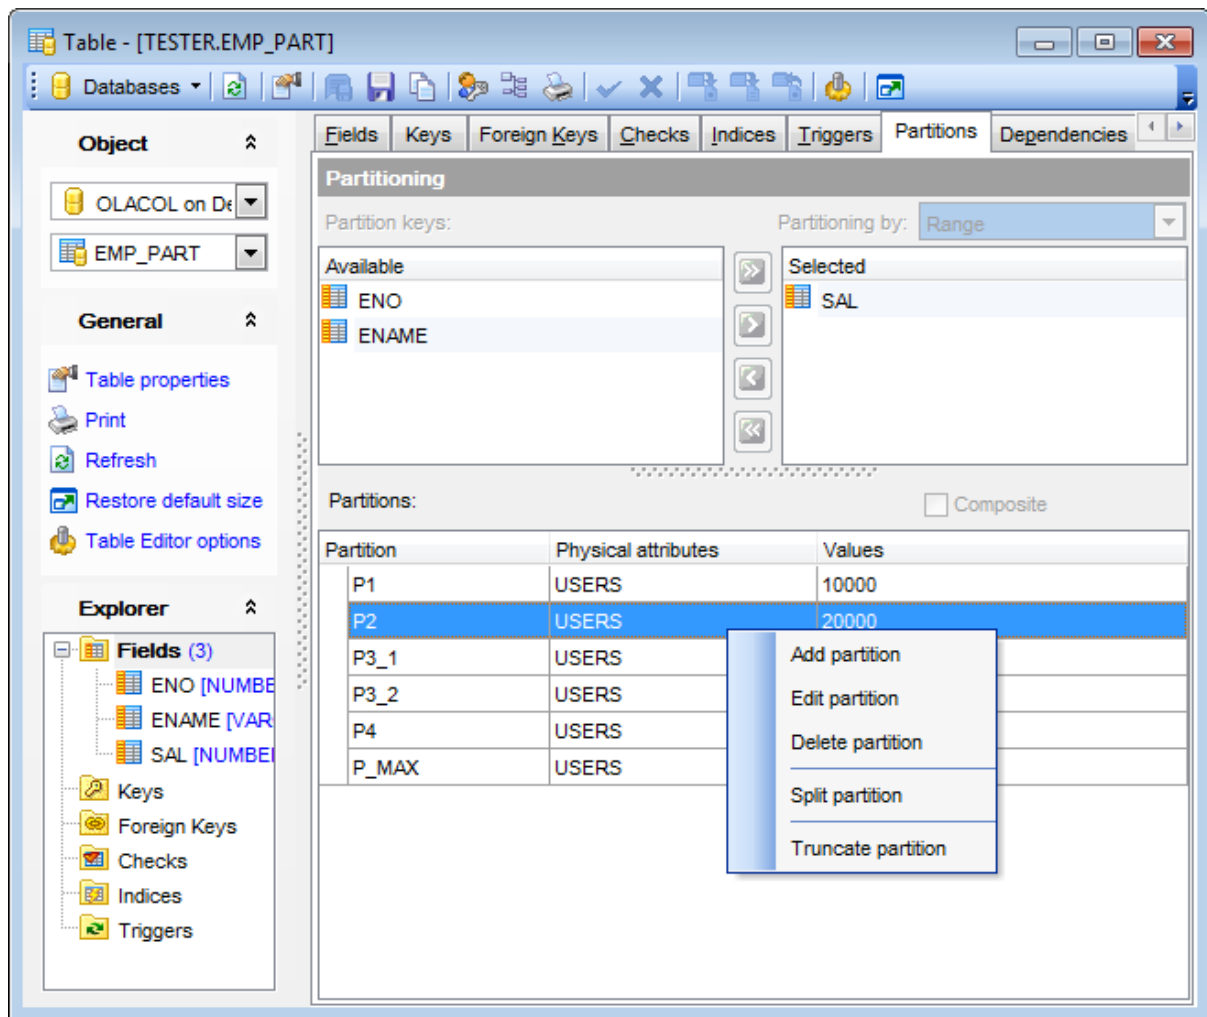 Table - [TESTER.EMP_PART]
Databases
Object
OLACOL on De
EMP_PART
General
Table properties
Print
Refresh
Restore default size
Table Editor options
Explorer
Fields (3)
ENO [NUMBE
ENAME [VAR
SAL [NUMBE
Keys
Foreign Keys
Checks
Indices
Triggers
Fields Keys Foreign Keys Checks Indices Triggers Partitions Dependencies
Partitioning
Partition keys: Partitioning by: Range
Available Selected
ENO SAL
ENAME
Partitions: Composite
Partition Physical attributes Values
P1 USERS 10000
P2 USERS 20000
P3_1 USERS
P3_2 USERS
P4 USERS
P_MAX USERS
Add partition
Edit partition
Delete partition
Split partition
Truncate partition